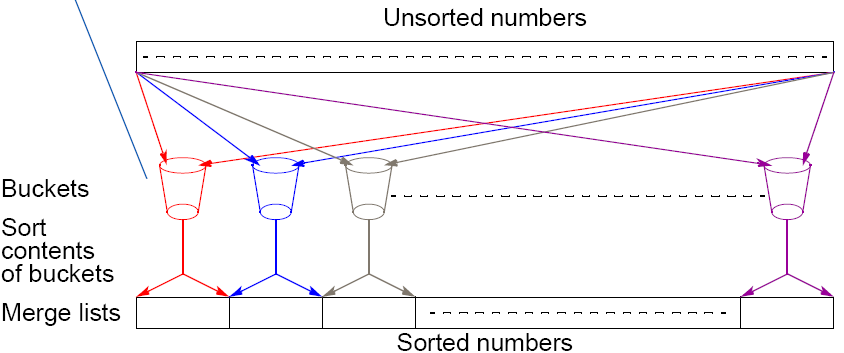 Unsorted numbers
Buckets
Sort
contents
of buckets
Merge lists
Sorted numbers